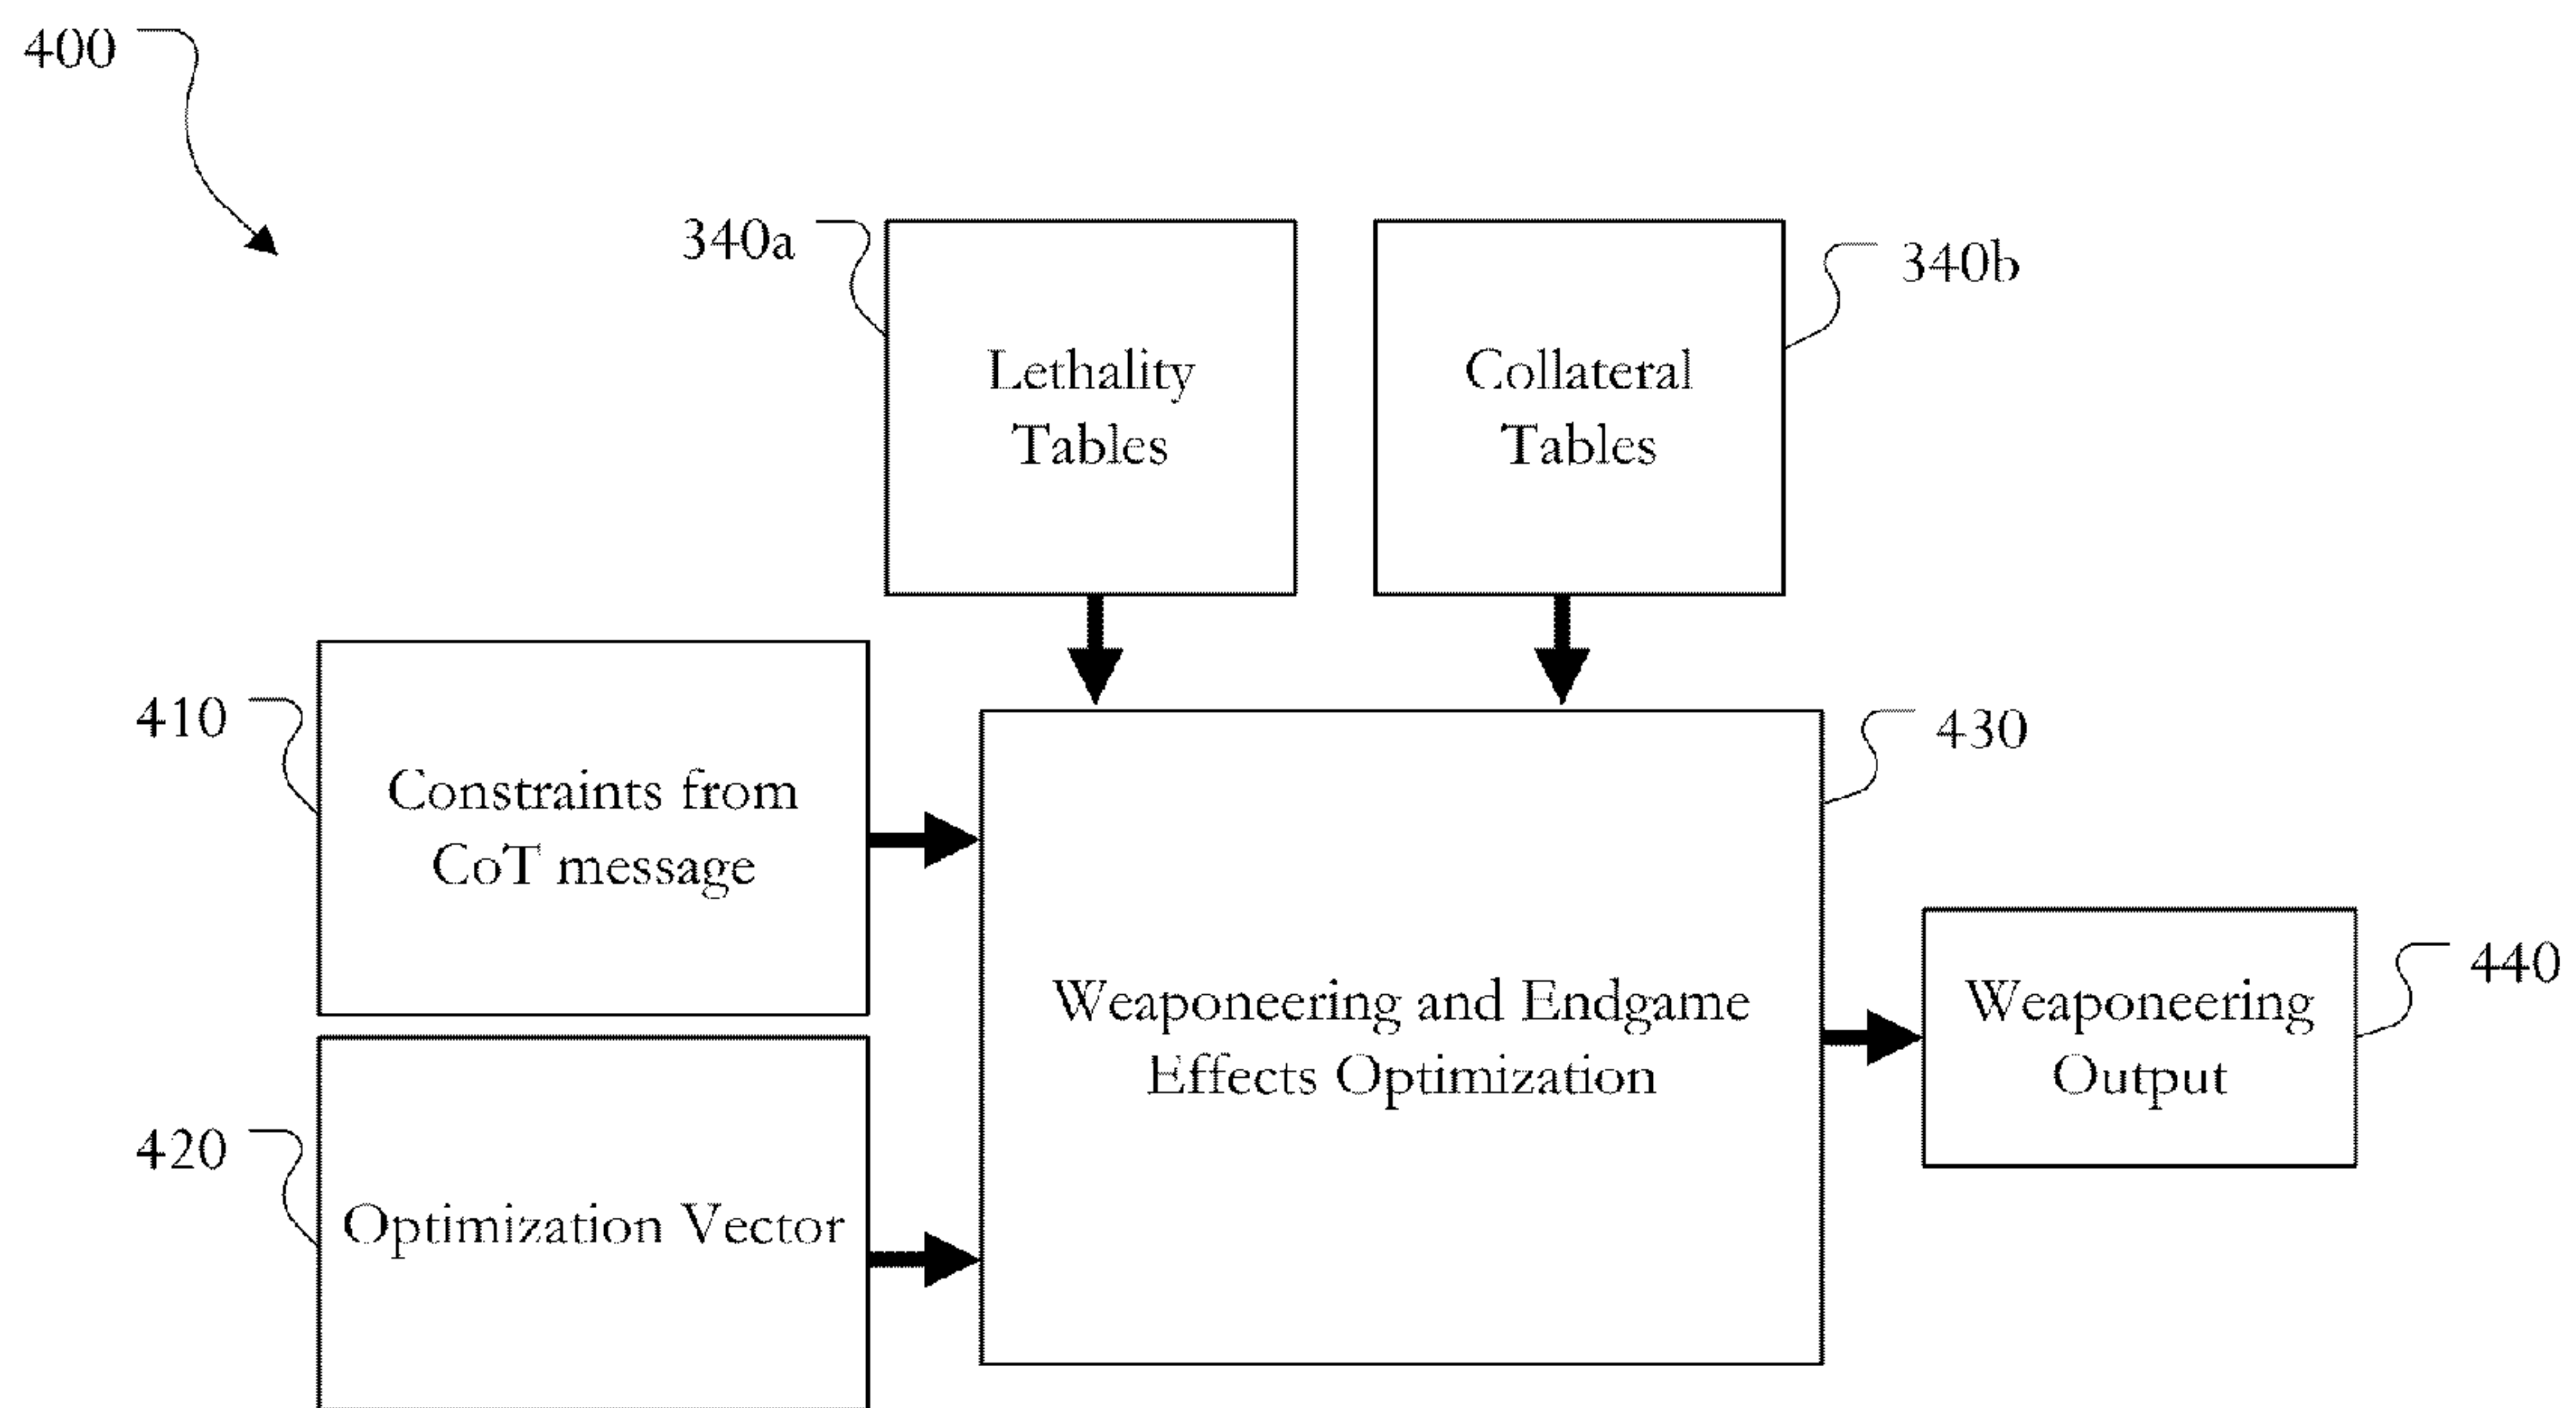 400
340a
Lethality
Tables
Collateral
Tables
340b
410
Constraints from
CoT message
430
420
Optimization Vector
Weaponeering and Endgame
Effects Optimization
Weaponeering
Output
440